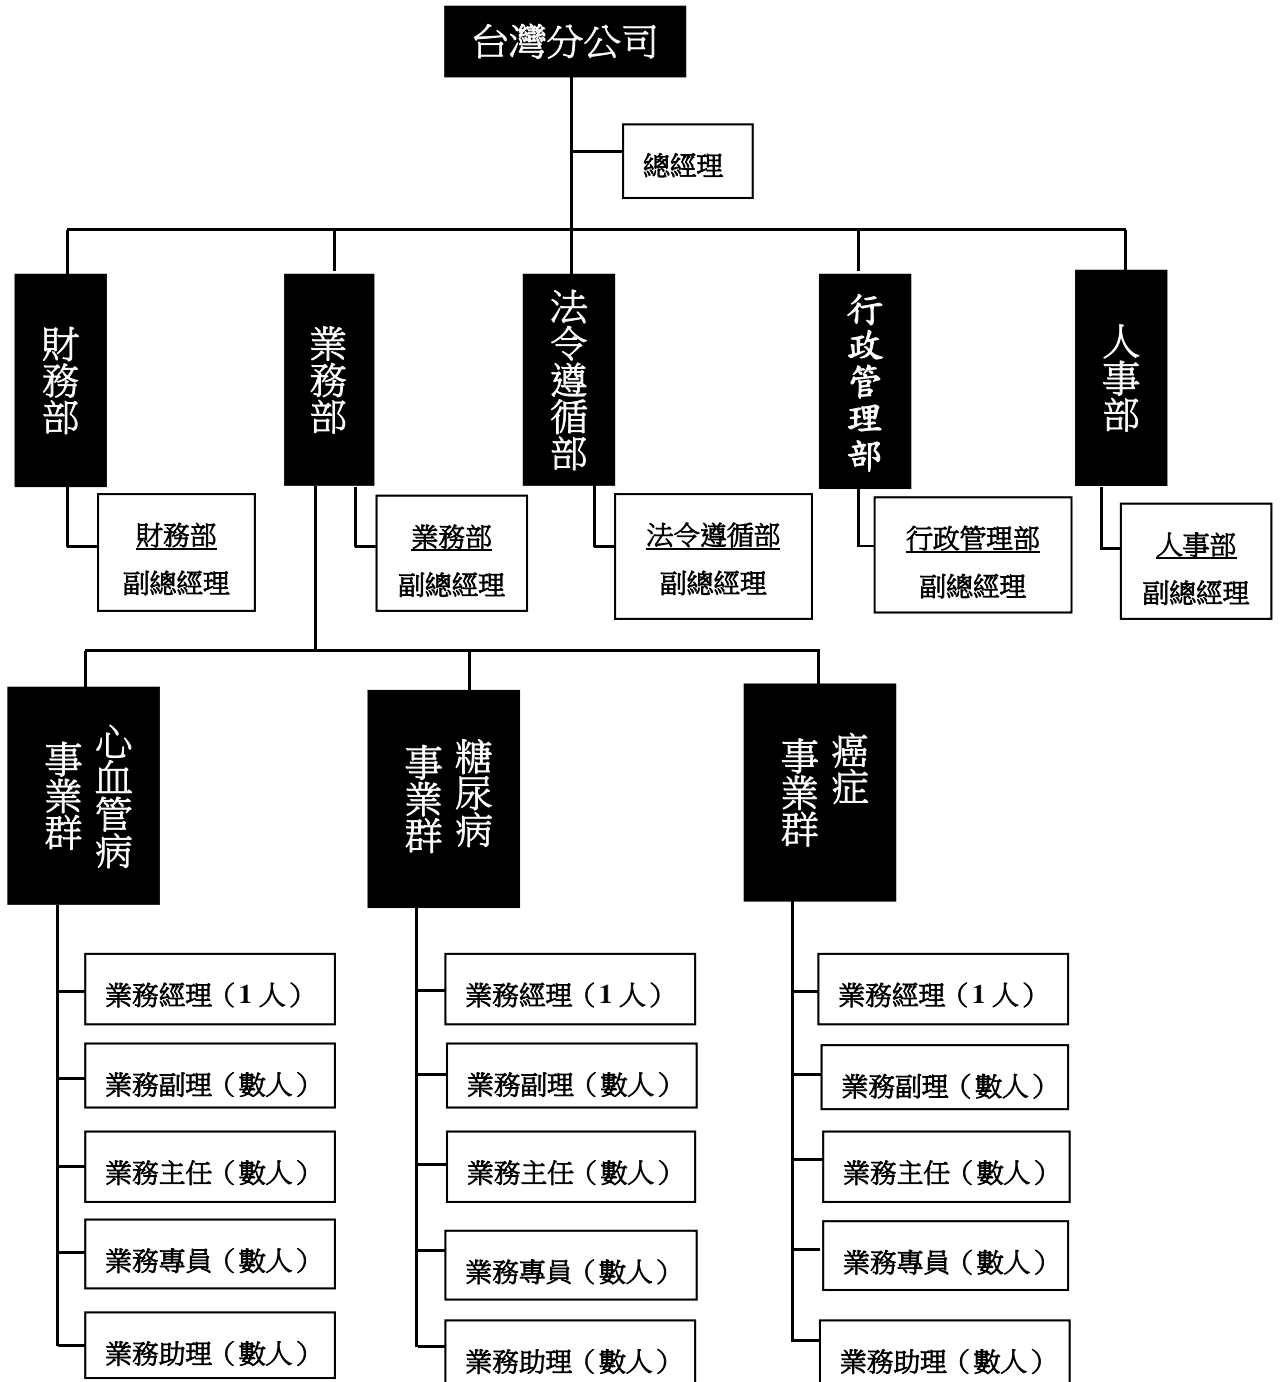 台灣分公司
總經理
財務部
業務部
法令遵循部
行政管理部
人事部
財務部
副總經理
業務部
副總經理
法令遵循部
副總經理
行政管理部
副總經理
人事部
副總經理
心血管病
事業群
糖尿病
事業群
癌症
事業群
業務經理（1 人）
業務副理（數人）
業務主任（數人）
業務專員（數人）
業務助理（數人）
業務經理（1 人）
業務副理（數人）
業務主任（數人）
業務專員（數人）
業務助理（數人）
業務經理（1 人）
業務副理（數人）
業務主任（數人）
業務專員（數人）
業務助理（數人）